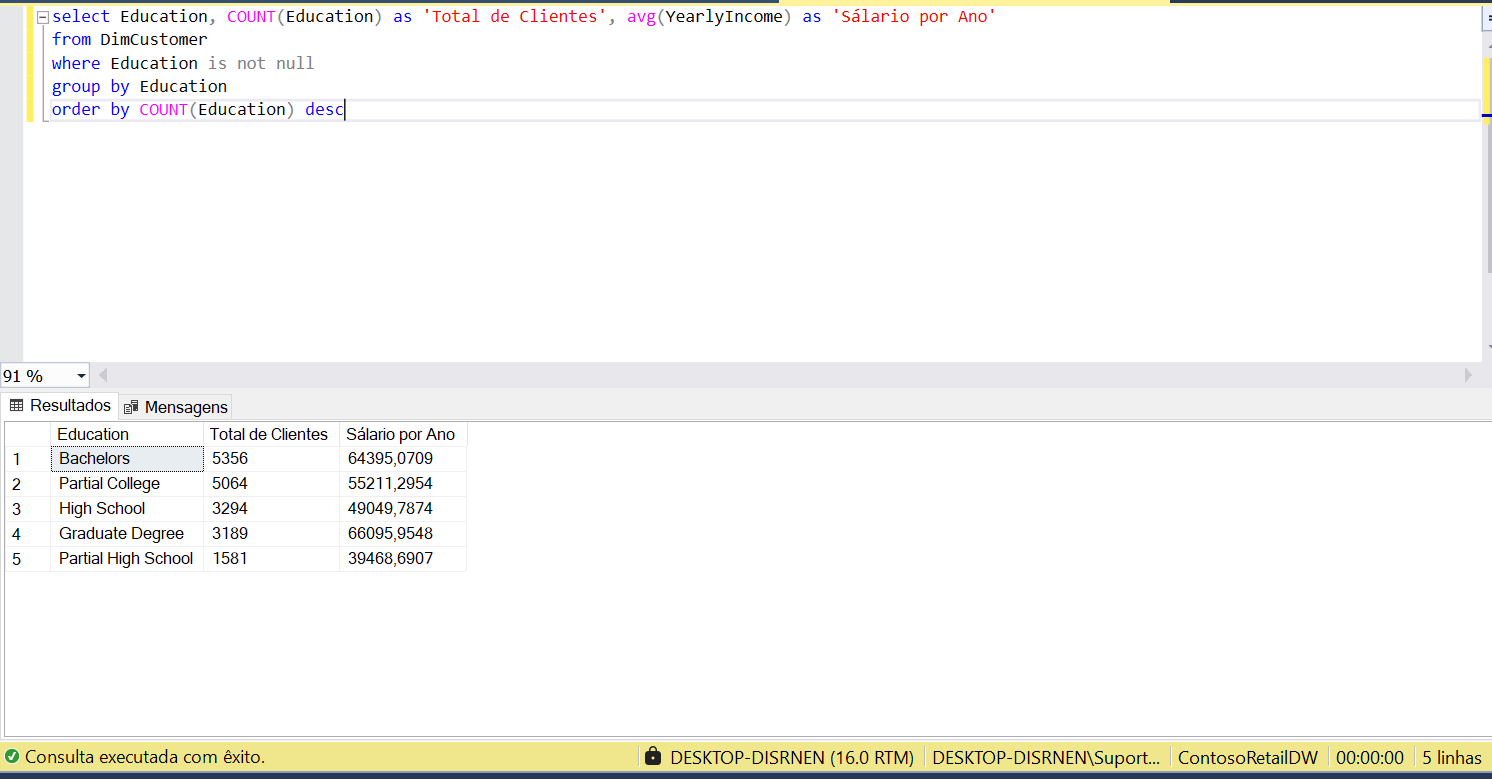 select Education, COUNT(Education) as 'Total de Clientes', avg(YearlyIncome) as 'Sálario por Ano'
from DimCustomer
where Education is not null
group by Education
order by COUNT(Education) desc
91 %
Resultados Mensagens
Education Total de Clientes Sálario por Ano
1 Bachelors 5356 64395,0709
2 Partial College 5064 55211,2954
3 High School 3294 49049,7874
4 Graduate Degree 3189 66095,9548
5 Partial High School 1581 39468,6907
Consulta executada com êxito. DESKTOP-DISRNEN (16.0 RTM) DESKTOP-DISRNEN\Suport... ContosoRetailDW 00:00:00 5 linhas